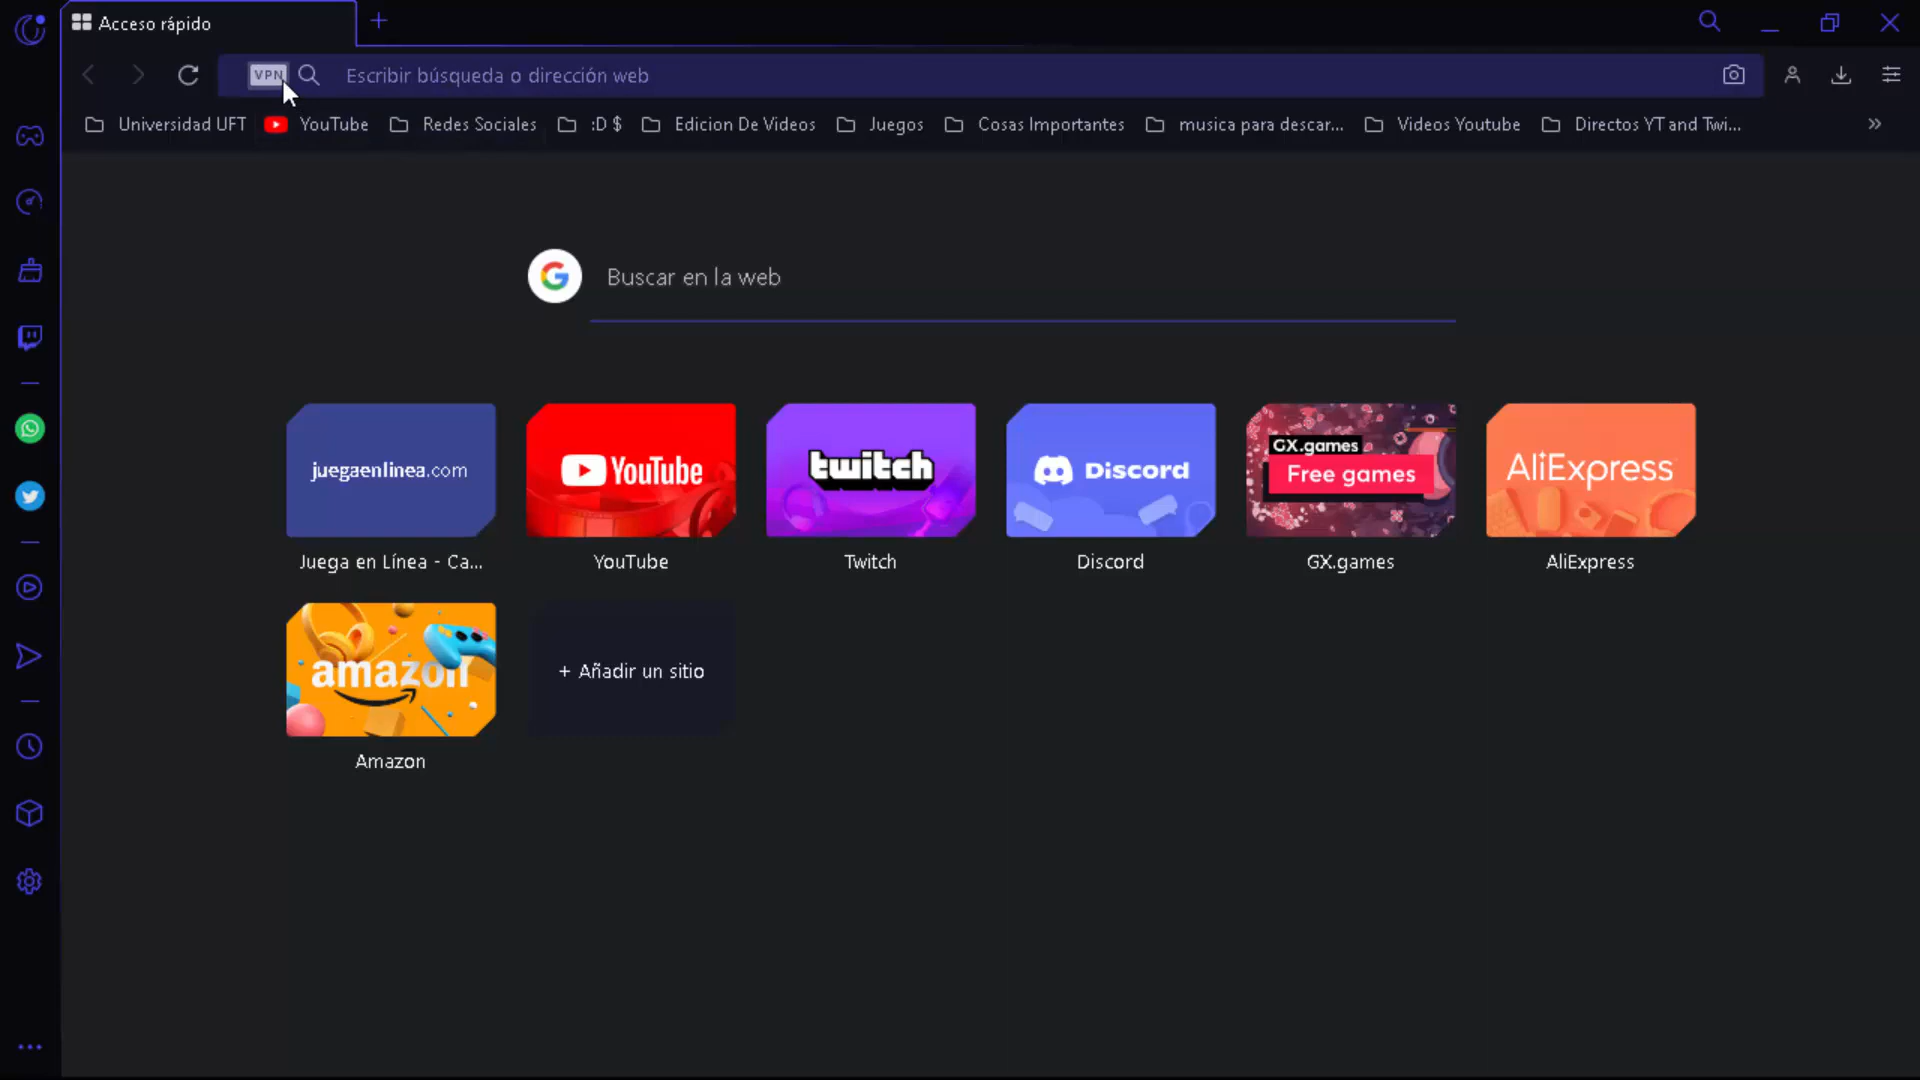 Acceso rápido
VPN
Escribir búsqueda o dirección web
Universidad UFT
YouTube
Redes Sociales
:D $
Edicion De Videos
Juegos
Cosas Importantes
musica para descar...
Videos Youtube
Directos YT and Twi...
Buscar en la web
juegaenlinea.com
YouTube
twitch
Discord
GX.games
Free games
AliExpress
Juega en Línea - Ca...
YouTube
Twitch
Discord
GX.games
AliExpress
amazon
+ Añadir un sitio
Amazon